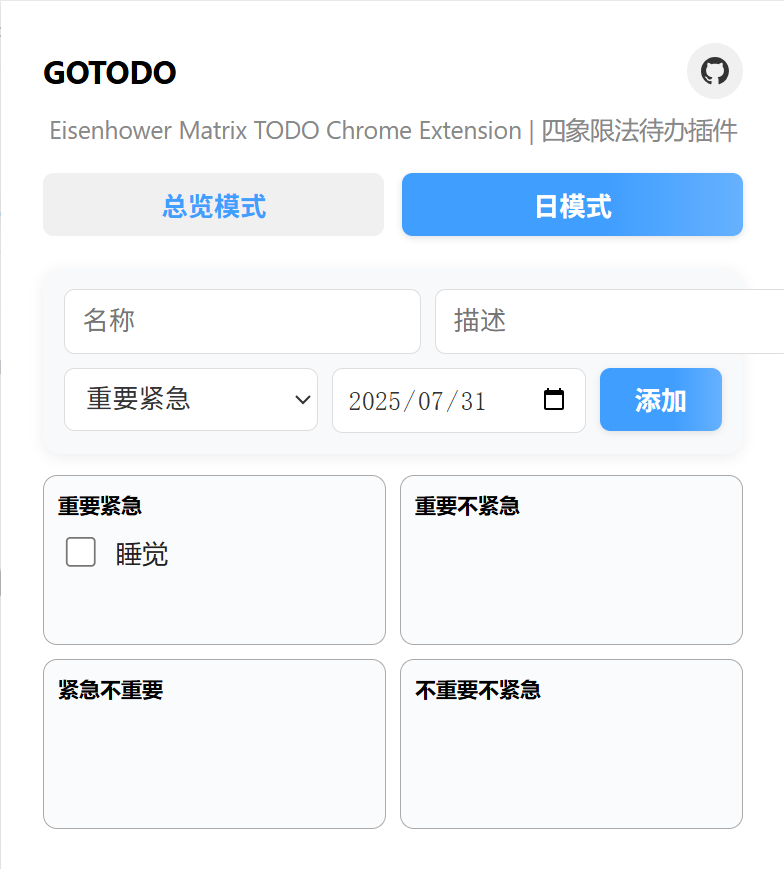 GOTODO
Eisenhower Matrix TODO Chrome Extension | 四象限法待办插件
总览模式 日模式
名称 描述
重要紧急 2025/07/31 添加
重要紧急 重要不紧急
睡觉
紧急不重要 不重要不紧急